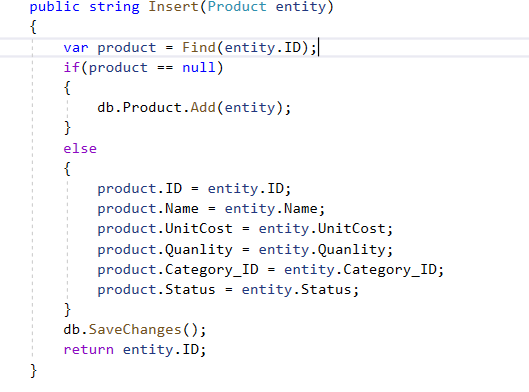 public string Insert(Product entity)
{
var product = Find(entity.ID);
if(product == null)
{
db.Product.Add(entity);
}
else
{
product.ID = entity.ID;
product.Name = entity.Name;
product.UnitCost = entity.UnitCost;
product.Quanlity = entity.Quanlity;
product.Category_ID = entity.Category_ID;
product.Status = entity.Status;
}
db.SaveChanges();
return entity.ID;
}